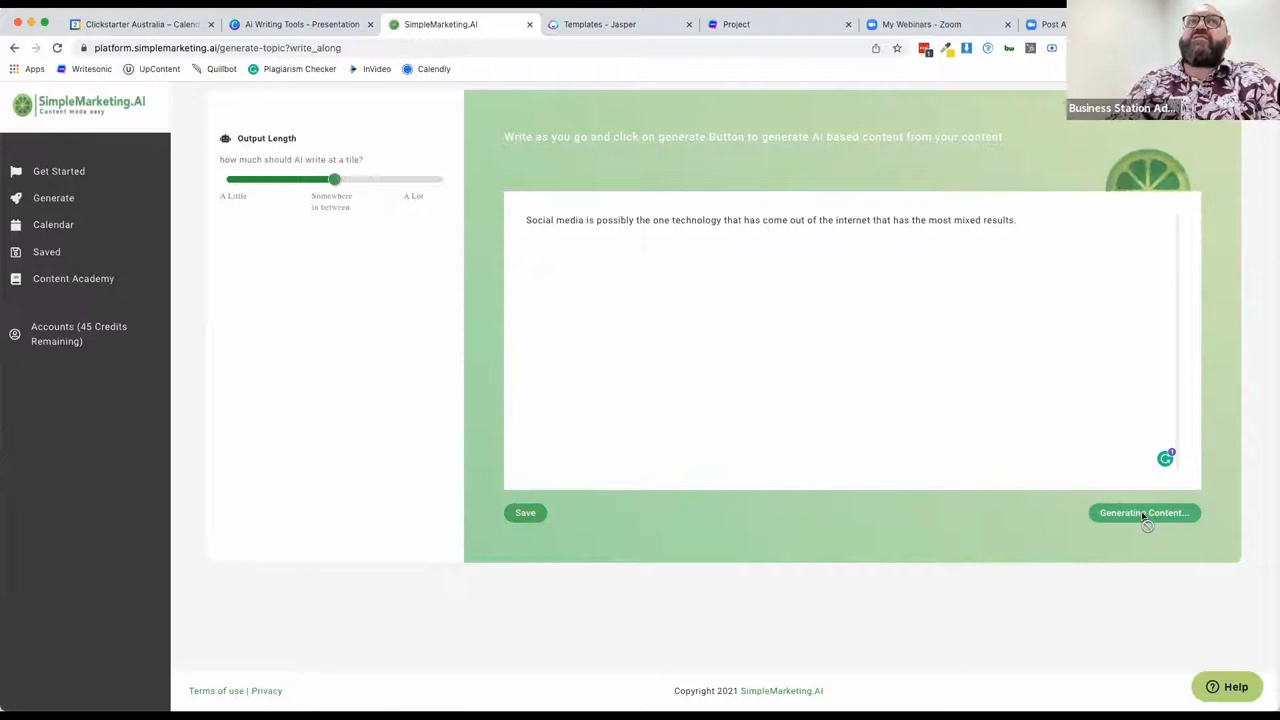 Clickstarter Australia – Calend
Ai Writing Tools - Presentation
SimpleMarketing.AI
Templates - Jasper
Project
My Webinars - Zoom
Post A
platform.simplemarketing.ai/generate-topic?write_along
Apps
Writesonic
UpContent
Quillbot
Plagiarism Checker
InVideo
Calendly
Business Station Ad...
SimpleMarketing.AI
Content made easy
Get Started
Generate
Calendar
Saved
Content Academy
Accounts (45 Credits
Remaining)
Output Length
how much should AI write at a tile?
A Little
Somewhere
in between
A Lot
Write as you go and click on generate Button to generate AI based content from your content
Social media is possibly the one technology that has come out of the internet that has the most mixed results.
Save
Generating Content...
Terms of use | Privacy
Copyright 2021 SimpleMarketing.AI
Help